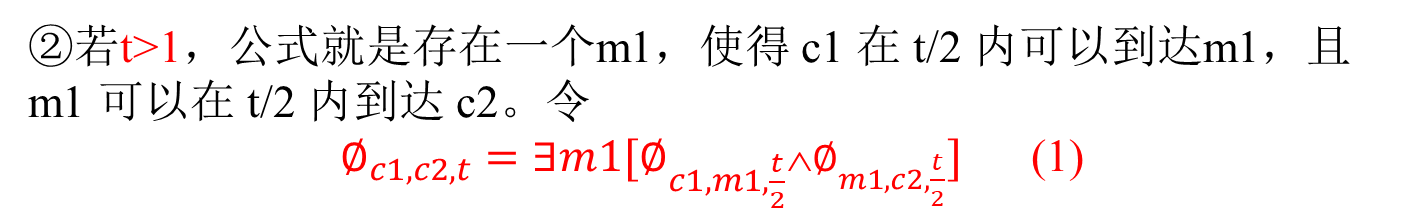 ②若t>1，公式就是存在一个m1，使得 c1 在 t/2 内可以到达m1，且
m1 可以在 t/2 内到达 c2。令
∅_{c1,c2,t} = ∃m1[∅_{c1,m1,\frac{t}{2}}∧∅_{m1,c2,\frac{t}{2}}] (1)